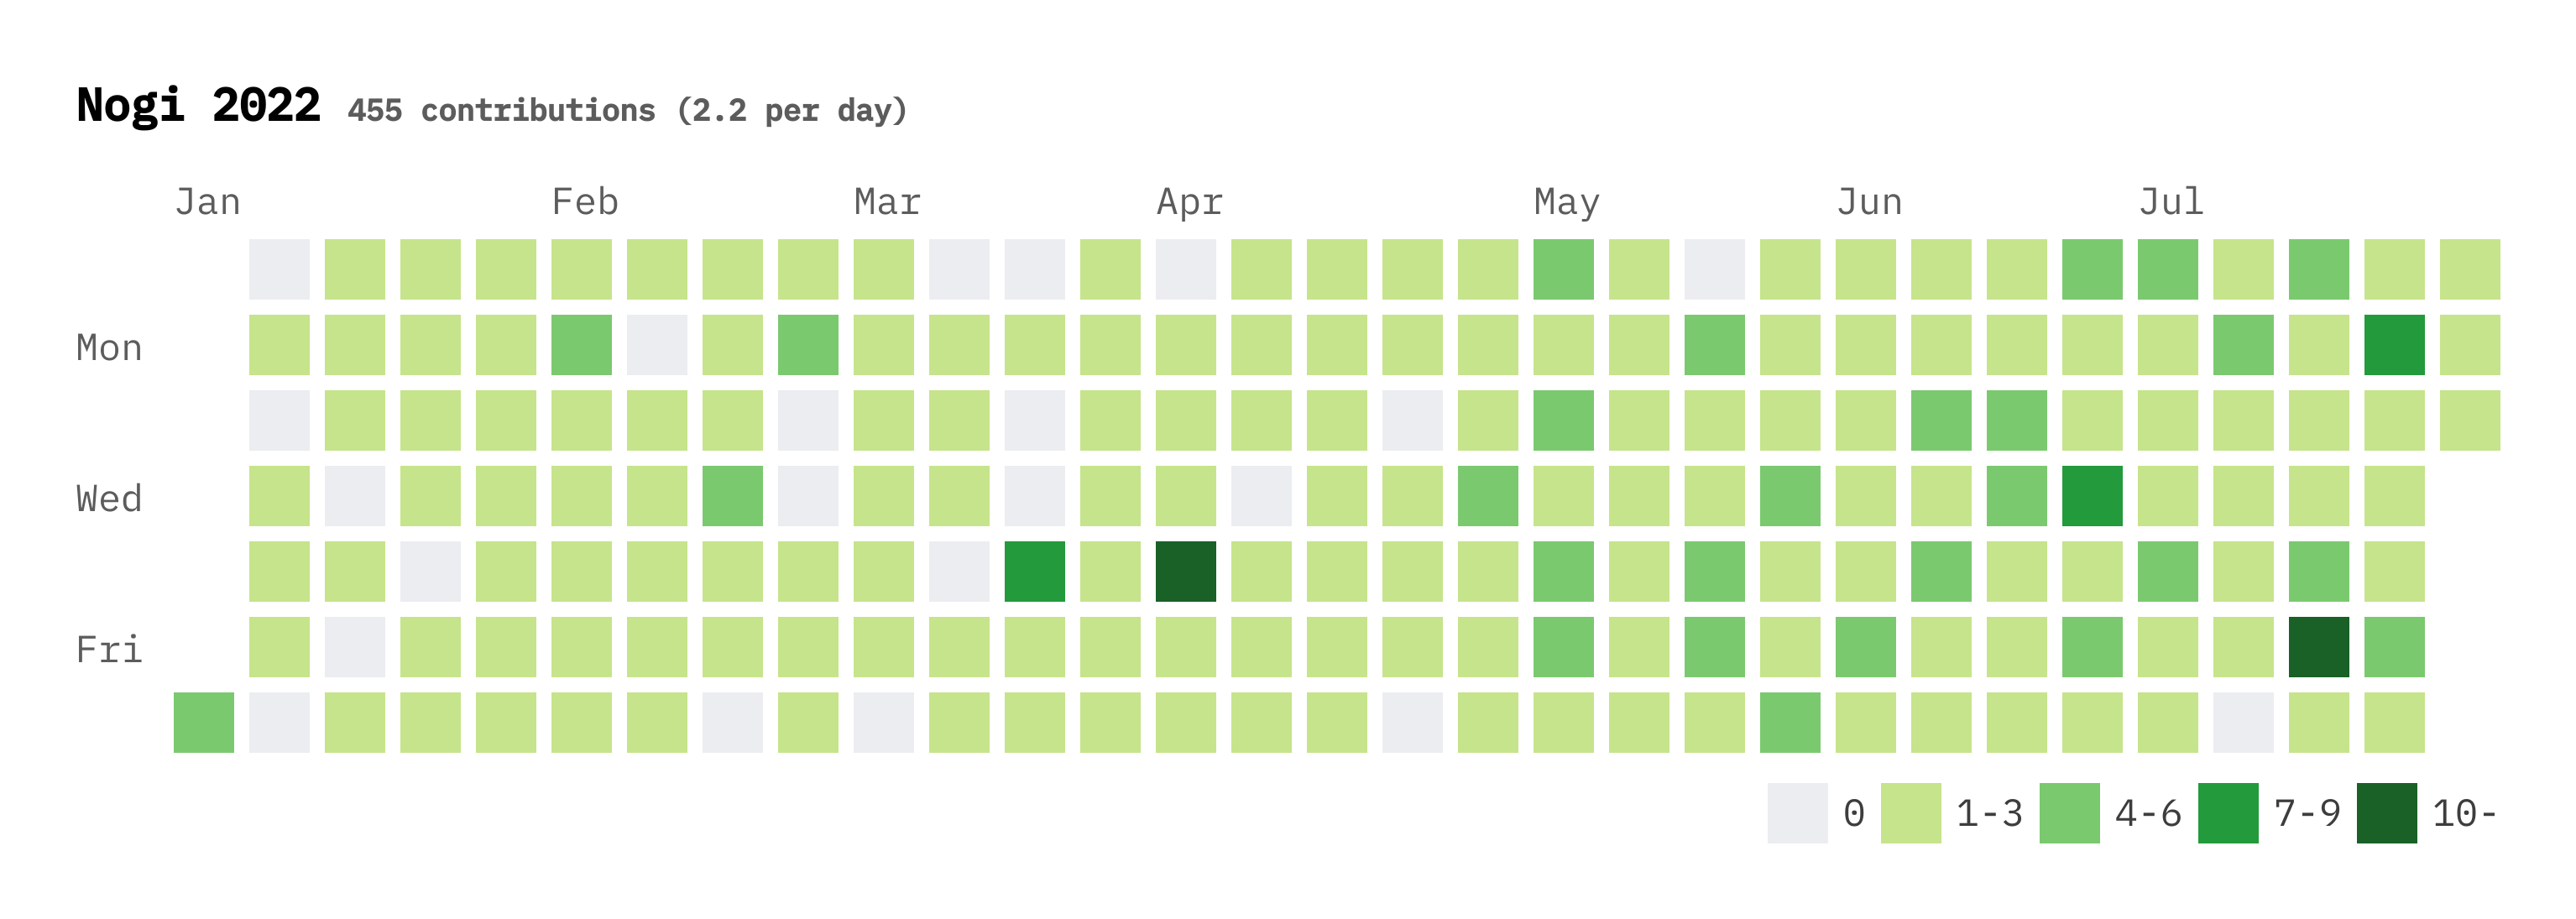 Nogi 2022 455 contributions (2.2 per day)
Jan Feb Mar Apr May Jun Jul
Mon
Wed
Fri
0 1-3 4-6 7-9 10-